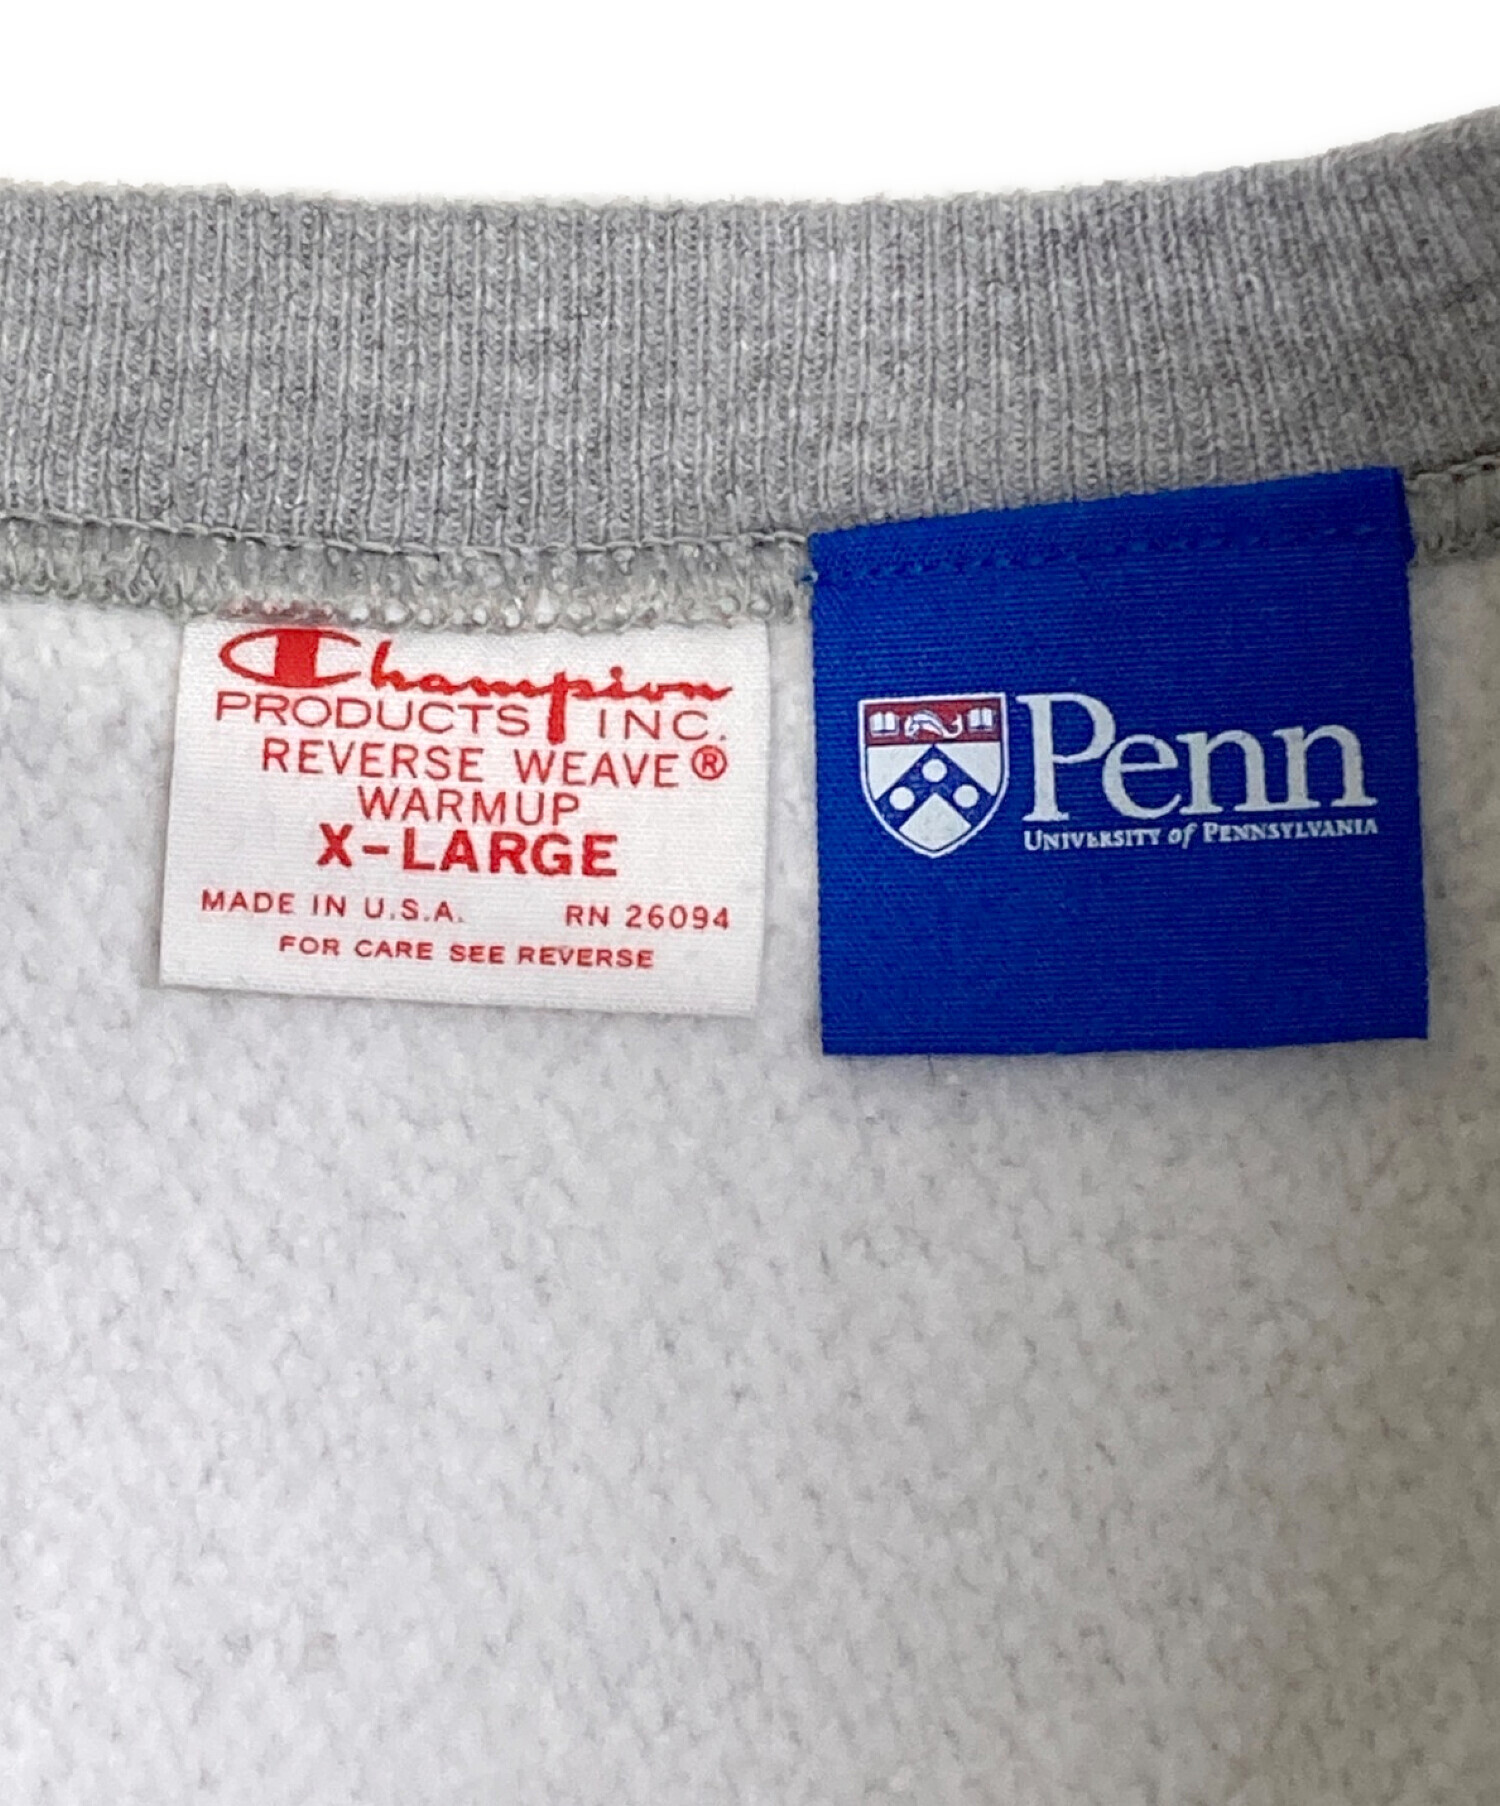 Champion
PRODUCTS INC.
REVERSE WEAVE®
WARMUP
X-LARGE
MADE IN U.S.A. RN 26094
FOR CARE SEE REVERSE
Penn
UNIVERSITY of PENNSYLVANIA